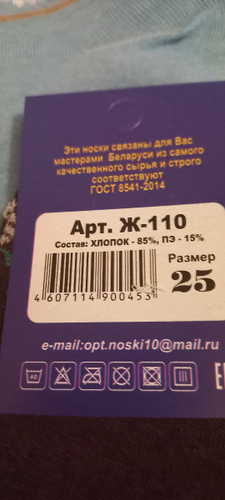 Эти носки связаны для Вас
мастерами Беларуси из самого
качественного сырья и строго
соответствуют
ГОСТ 8541-2014
Арт. Ж-110
Состав: ХЛОПОК - 85%, ПЭ - 15%
Размер
25
4 607114 900453
e-mail:opt.noski10@mail.ru
40